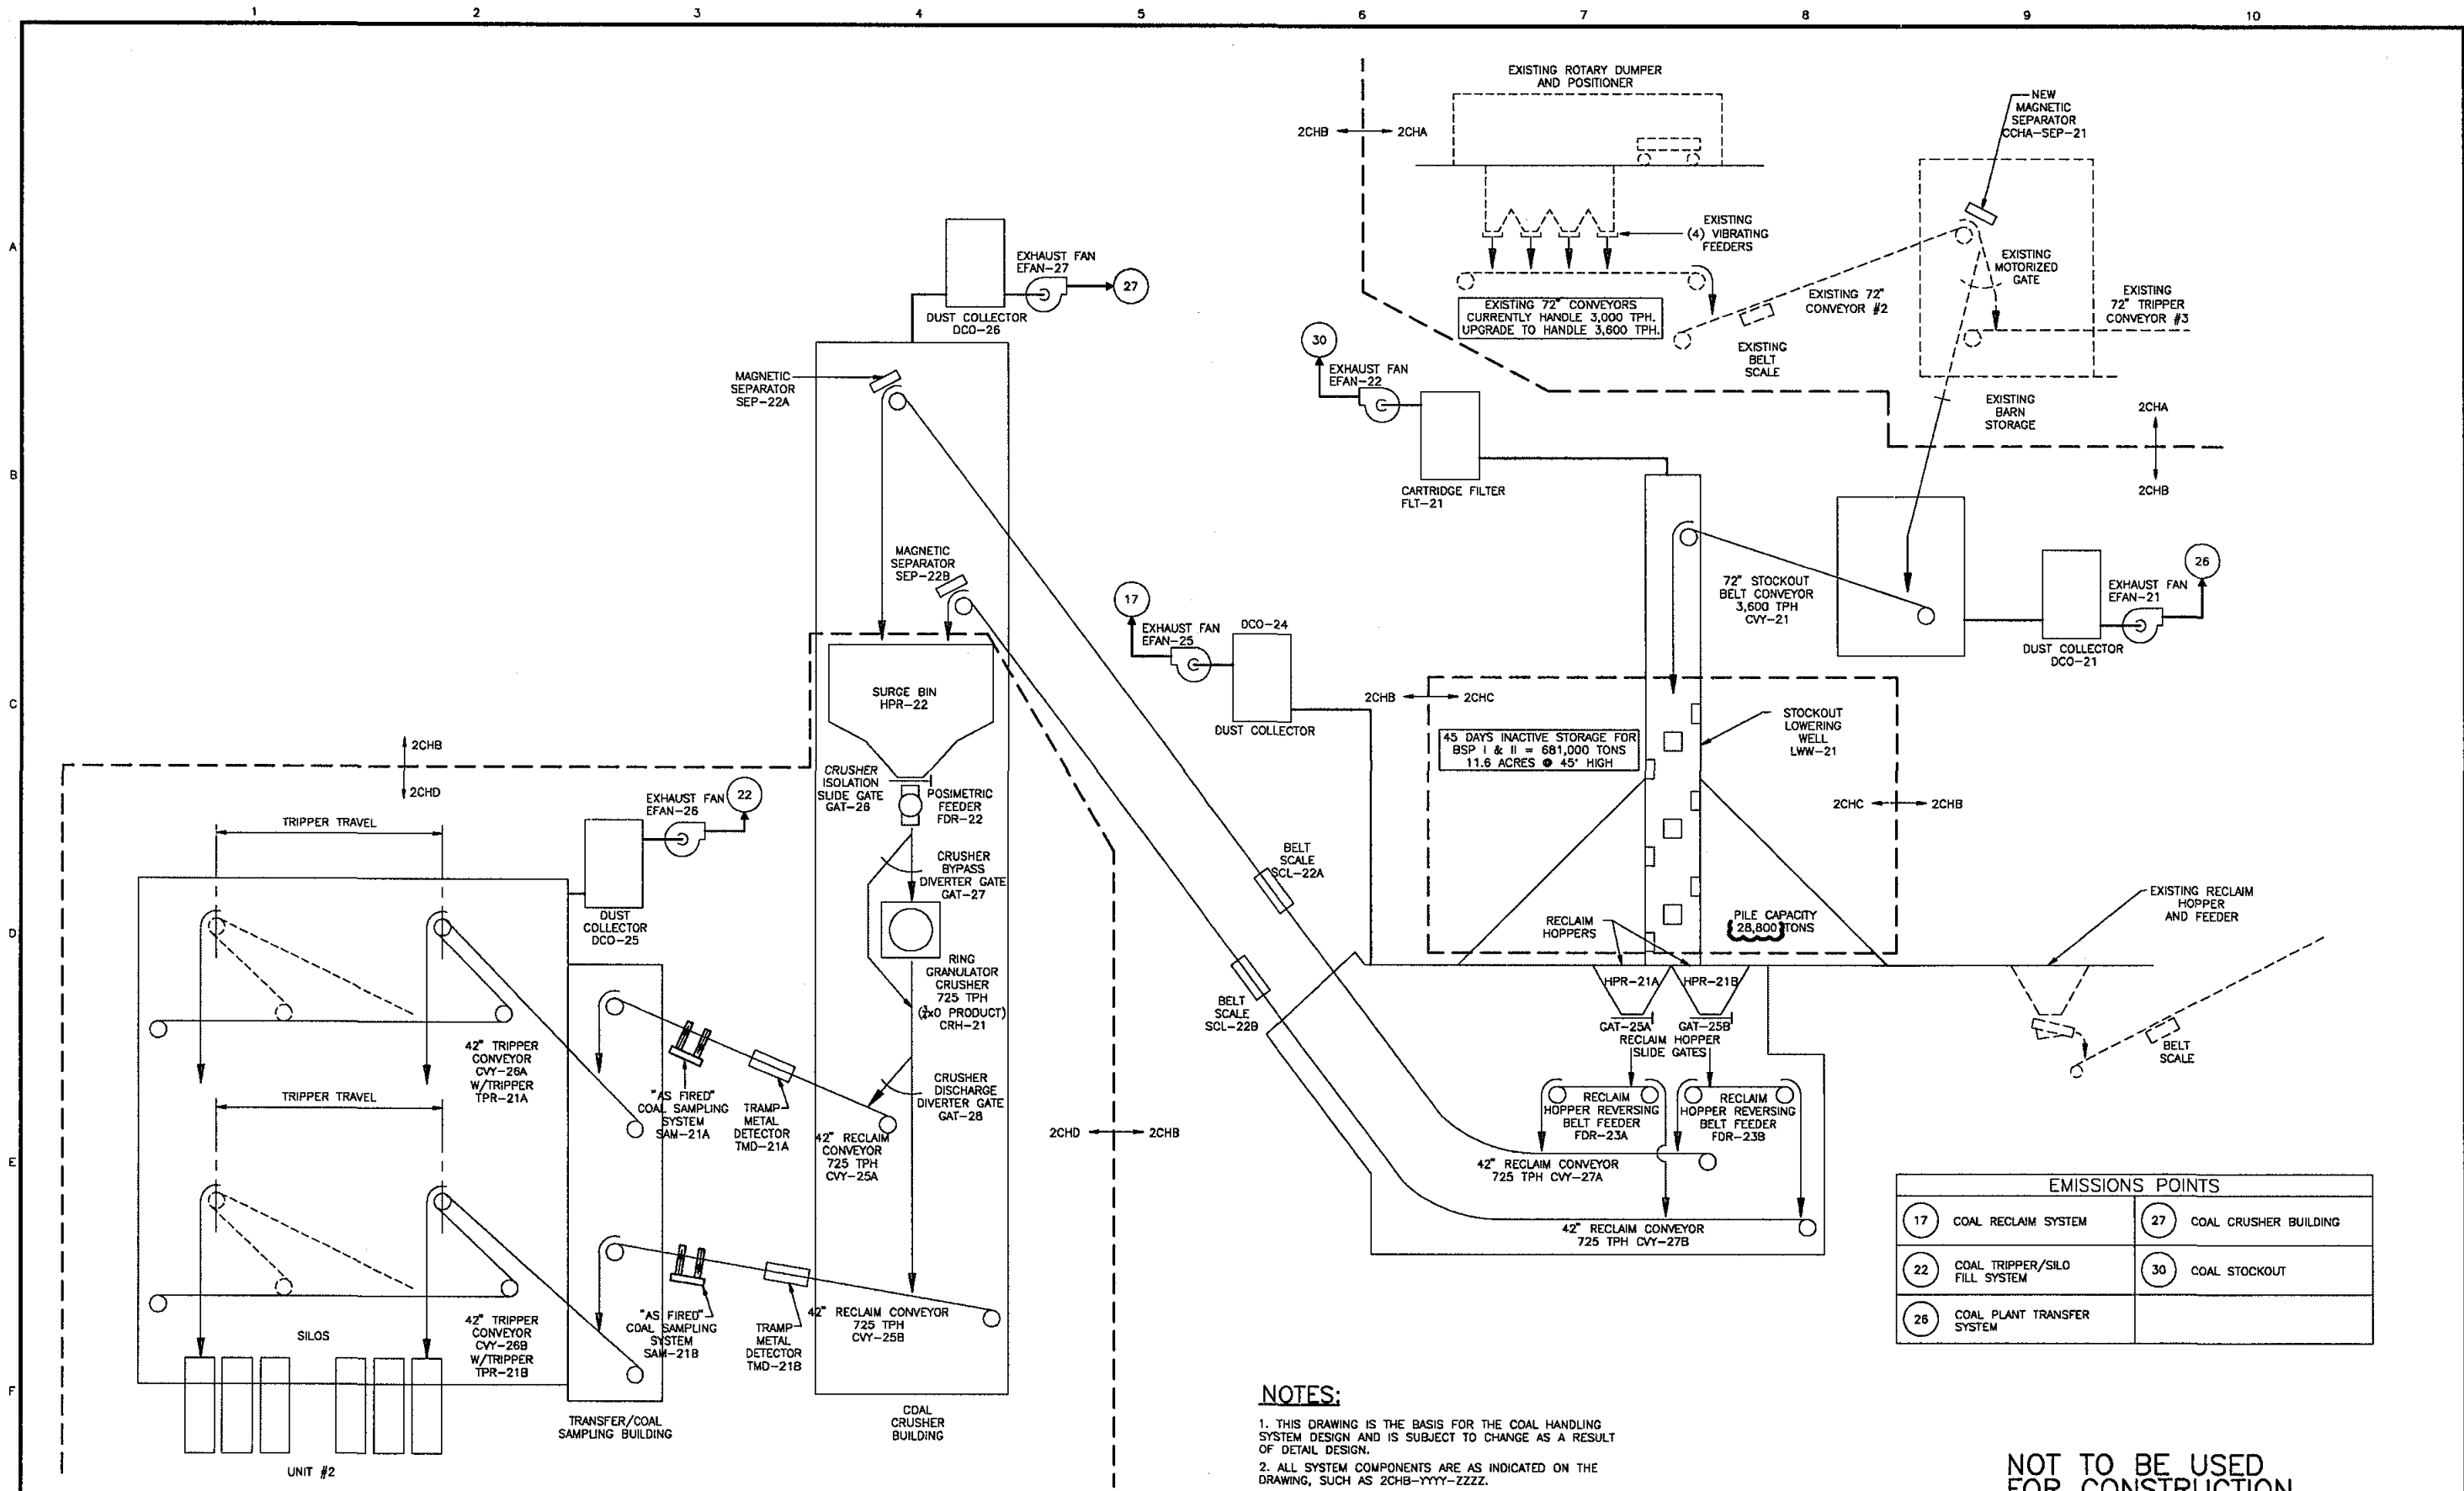 1 2 3 4 5 6 7 8 9 10
A
B
C
D
E
F
EXISTING ROTARY DUMPER
AND POSITIONER
2CHB
2CHA
NEW
MAGNETIC
SEPARATOR
CCHA-SEP-21
EXISTING
(4) VIBRATING
FEEDERS
EXISTING
MOTORIZED
GATE
EXISTING 72"
CONVEYOR #2
EXISTING
72" TRIPPER
CONVEYOR #3
EXISTING 72" CONVEYORS
CURRENTLY HANDLE 3,000 TPH.
UPGRADE TO HANDLE 3,600 TPH.
EXISTING
BELT
SCALE
EXISTING
BARN
STORAGE
2CHA
2CHB
EXHAUST FAN
EFAN-27
27
DUST COLLECTOR
DCO-26
30
EXHAUST FAN
EFAN-22
CARTRIDGE FILTER
FLT-21
MAGNETIC
SEPARATOR
SEP-22A
MAGNETIC
SEPARATOR
SEP-22B
17
EXHAUST FAN
EFAN-25
DCO-24
DUST COLLECTOR
72" STOCKOUT
BELT CONVEYOR
3,600 TPH
CVY-21
26
EXHAUST FAN
EFAN-21
DUST COLLECTOR
DCO-21
SURGE BIN
HPR-22
2CHB
2CHC
STOCKOUT
LOWERING
WELL
LWW-21
45 DAYS INACTIVE STORAGE FOR
BSP I & II = 681,000 TONS
11.6 ACRES @ 45' HIGH
2CHC
2CHB
2CHB
2CHD
CRUSHER
ISOLATION
SLIDE GATE
GAT-26
POSIMETRIC
FEEDER
FDR-22
EXHAUST FAN
EFAN-26
22
TRIPPER TRAVEL
DUST
COLLECTOR
DCO-25
CRUSHER
BYPASS
DIVERTER GATE
GAT-27
BELT
SCALE
SCL-22A
RECLAIM
HOPPERS
PILE CAPACITY
28,800 TONS
EXISTING RECLAIM
HOPPER
AND FEEDER
RING
GRANULATOR
CRUSHER
725 TPH
(¾x0 PRODUCT)
CRH-21
BELT
SCALE
SCL-22B
HPR-21A
HPR-21B
GAT-25A
GAT-25B
RECLAIM HOPPER
SLIDE GATES
BELT
SCALE
42" TRIPPER
CONVEYOR
CVY-26A
W/TRIPPER
TPR-21A
TRIPPER TRAVEL
"AS FIRED"
COAL SAMPLING
SYSTEM
SAM-21A
TRAMP
METAL
DETECTOR
TMD-21A
CRUSHER
DISCHARGE
DIVERTER GATE
GAT-28
42" RECLAIM
CONVEYOR
725 TPH
CVY-25A
2CHD
2CHB
RECLAIM
HOPPER REVERSING
BELT FEEDER
FDR-23A
RECLAIM
HOPPER REVERSING
BELT FEEDER
FDR-23B
42" RECLAIM CONVEYOR
725 TPH CVY-27A
42" RECLAIM CONVEYOR
725 TPH CVY-27B
EMISSIONS POINTS
17 COAL RECLAIM SYSTEM
27 COAL CRUSHER BUILDING
22 COAL TRIPPER/SILO
FILL SYSTEM
30 COAL STOCKOUT
26 COAL PLANT TRANSFER
SYSTEM
42" TRIPPER
CONVEYOR
CVY-26B
W/TRIPPER
TPR-21B
SILOS
"AS FIRED"
COAL SAMPLING
SYSTEM
SAM-21B
TRAMP
METAL
DETECTOR
TMD-21B
42" RECLAIM CONVEYOR
725 TPH
CVY-25B
UNIT #2
TRANSFER/COAL
SAMPLING BUILDING
COAL
CRUSHER
BUILDING
NOTES:
1. THIS DRAWING IS THE BASIS FOR THE COAL HANDLING
SYSTEM DESIGN AND IS SUBJECT TO CHANGE AS A RESULT
OF DETAIL DESIGN.
2. ALL SYSTEM COMPONENTS ARE AS INDICATED ON THE
DRAWING, SUCH AS 2CHB-YYYY-ZZZZ.
NOT TO BE USED
FOR CONSTRUCTION